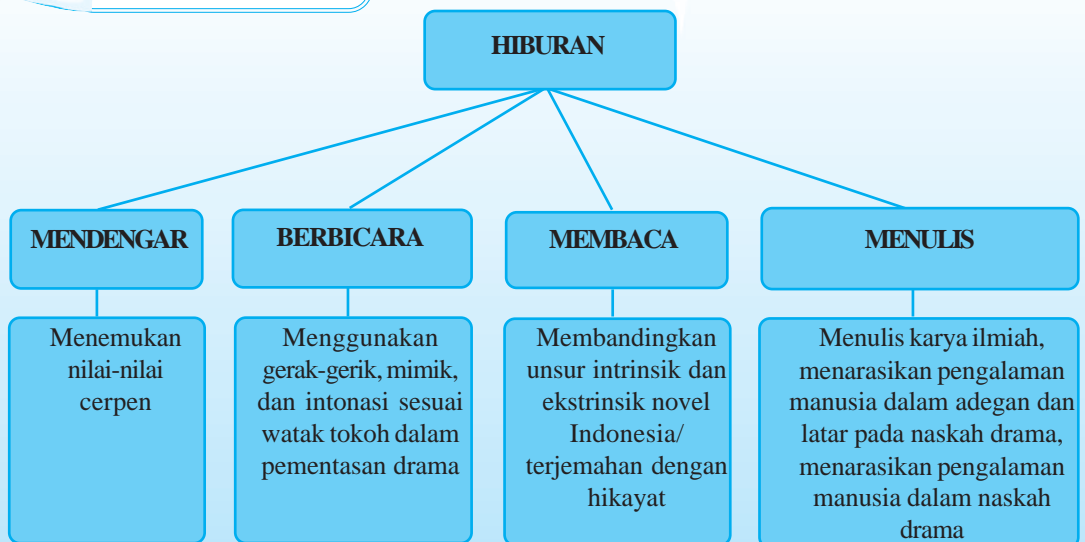 HIBURAN
MENDENGAR
BERBICARA
MEMBACA
MENULIS
Menemukan
nilai-nilai
cerpen
Menggunakan
gerak-gerik, mimik,
dan intonasi sesuai
watak tokoh dalam
pementasan drama
Membandingkan
unsur intrinsik dan
ekstrinsik novel
Indonesia/
terjemahan dengan
hikayat
Menulis karya ilmiah,
menarasikan pengalaman
manusia dalam adegan dan
latar pada naskah drama,
menarasikan pengalaman
manusia dalam naskah
drama